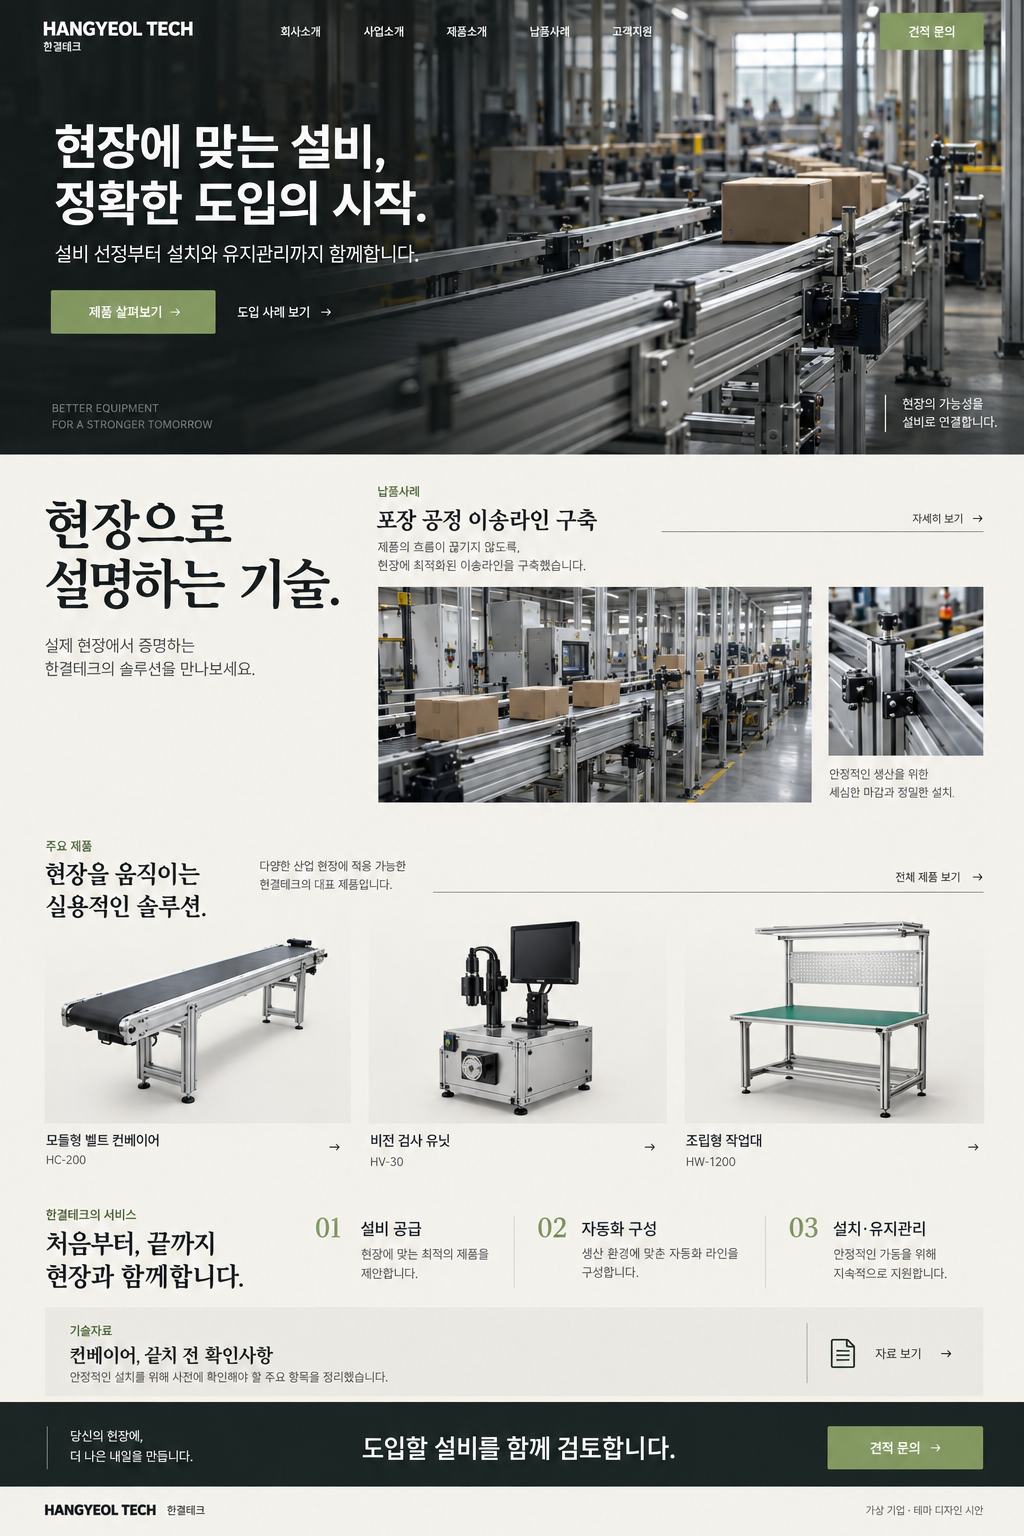 HANGYEOL TECH
한결테크
회사소개
사업소개
제품소개
납품사례
고객지원
견적 문의
현장에 맞는 설비,
정확한 도입의 시작.
설비 선정부터 설치와 유지관리까지 함께합니다.
제품 살펴보기 →
도입 사례 보기 →
BETTER EQUIPMENT
FOR A STRONGER TOMORROW
현장의 가능성을
설비로 연결합니다.
현장으로
설명하는 기술.
실제 현장에서 증명하는
한결테크의 솔루션을 만나보세요.
납품사례
포장 공정 이송라인 구축
제품의 흐름이 끊기지 않도록,
현장에 최적화된 이송라인을 구축했습니다.
자세히 보기 →
안정적인 생산을 위한
세심한 마감과 정밀한 설치.
주요 제품
현장을 움직이는
실용적인 솔루션.
다양한 산업 현장에 적용 가능한
현결테크의 대표 제품입니다.
전체 제품 보기 →
모듈형 벨트 컨베이어 →
HC-200
비전 검사 유닛 →
HV-30
조립형 작업대 →
HW-1200
한결테크의 서비스
처음부터, 끝까지
현장과 함께합니다.
01 설비 공급
현장에 맞는 최적의 제품을
제안합니다.
02 자동화 구성
생산 환경에 맞춘 자동화 라인을
구성합니다.
03 설치·유지관리
안정적인 가동을 위해
지속적으로 지원합니다.
기술자료
컨베이어, 설치 전 확인사항
안정적인 설치를 위해 사전에 확인해야 할 주요 항목을 정리했습니다.
자료 보기 →
당신의 현장에,
더 나은 내일을 만듭니다.
도입할 설비를 함께 검토합니다.
견적 문의 →
HANGYEOL TECH 한결테크
가상 기업 · 테마 디자인 시안